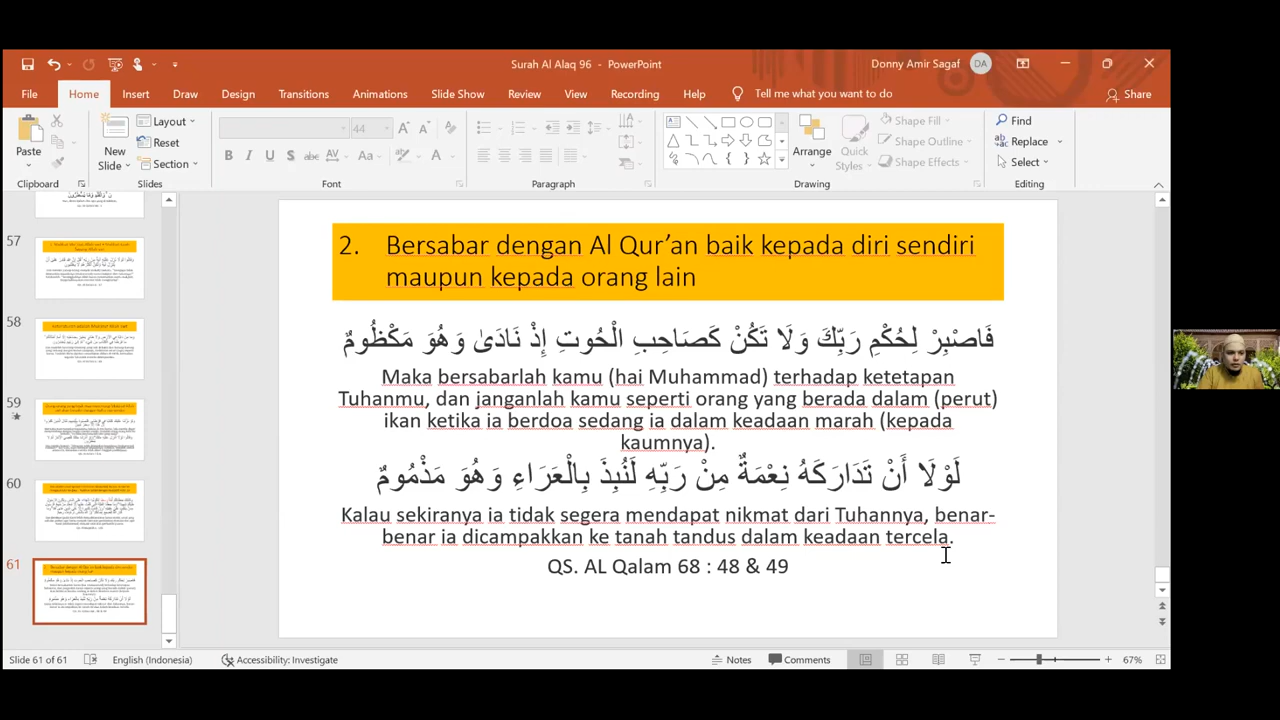 Surah Al Alaq 96 - PowerPoint
Donny Amir Sagaf
DA
File
Home
Insert
Draw
Design
Transitions
Animations
Slide Show
Review
View
Recording
Help
Tell me what you want to do
Share
Paste
Clipboard
New
Slide
Layout
Reset
Section
Slides
44
B I U S abc AV Aa A
Font
Paragraph
Arrange
Quick
Styles
Shape Fill
Shape Outline
Shape Effects
Drawing
Find
Replace
Select
Editing
57
58
59
60
61
2. Bersabar dengan Al Qur’an baik kepada diri sendiri
maupun kepada orang lain
فَاصْبِرْ لِحُكْمِ رَبِّكَ وَلَا تَكُنْ كَصَاحِبِ الْحُوتِ إِذْ نَادَىٰ وَهُوَ مَكْظُومٌ
Maka bersabarlah kamu (hai Muhammad) terhadap ketetapan
Tuhanmu, dan janganlah kamu seperti orang yang berada dalam (perut)
ikan ketika ia berdoa sedang ia dalam keadaan marah (kepada
kaumnya).
لَوْلَا أَنْ تَدَارَكَهُ نِعْمَةٌ مِنْ رَبِّهِ لَنُبِذَ بِالْعَرَاءِ وَهُوَ مَذْمُومٌ
Kalau sekiranya ia tidak segera mendapat nikmat dari Tuhannya, benar-
benar ia dicampakkan ke tanah tandus dalam keadaan tercela.
QS. AL Qalam 68 : 48 & 49
Slide 61 of 61
English (Indonesia)
Accessibility: Investigate
Notes
Comments
67%